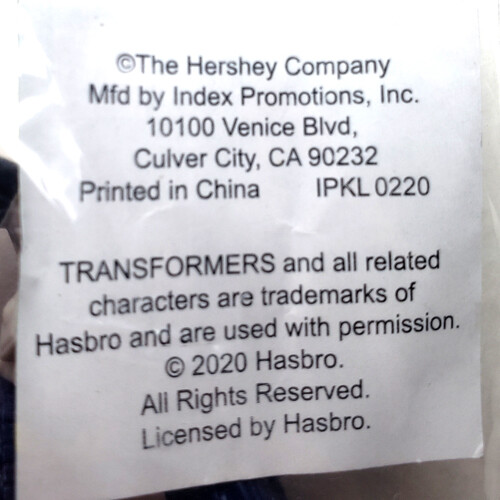 ©The Hershey Company
Mfd by Index Promotions, Inc.
10100 Venice Blvd,
Culver City, CA 90232
Printed in China IPKL 0220
TRANSFORMERS and all related
characters are trademarks of
Hasbro and are used with permission.
© 2020 Hasbro.
All Rights Reserved.
Licensed by Hasbro.